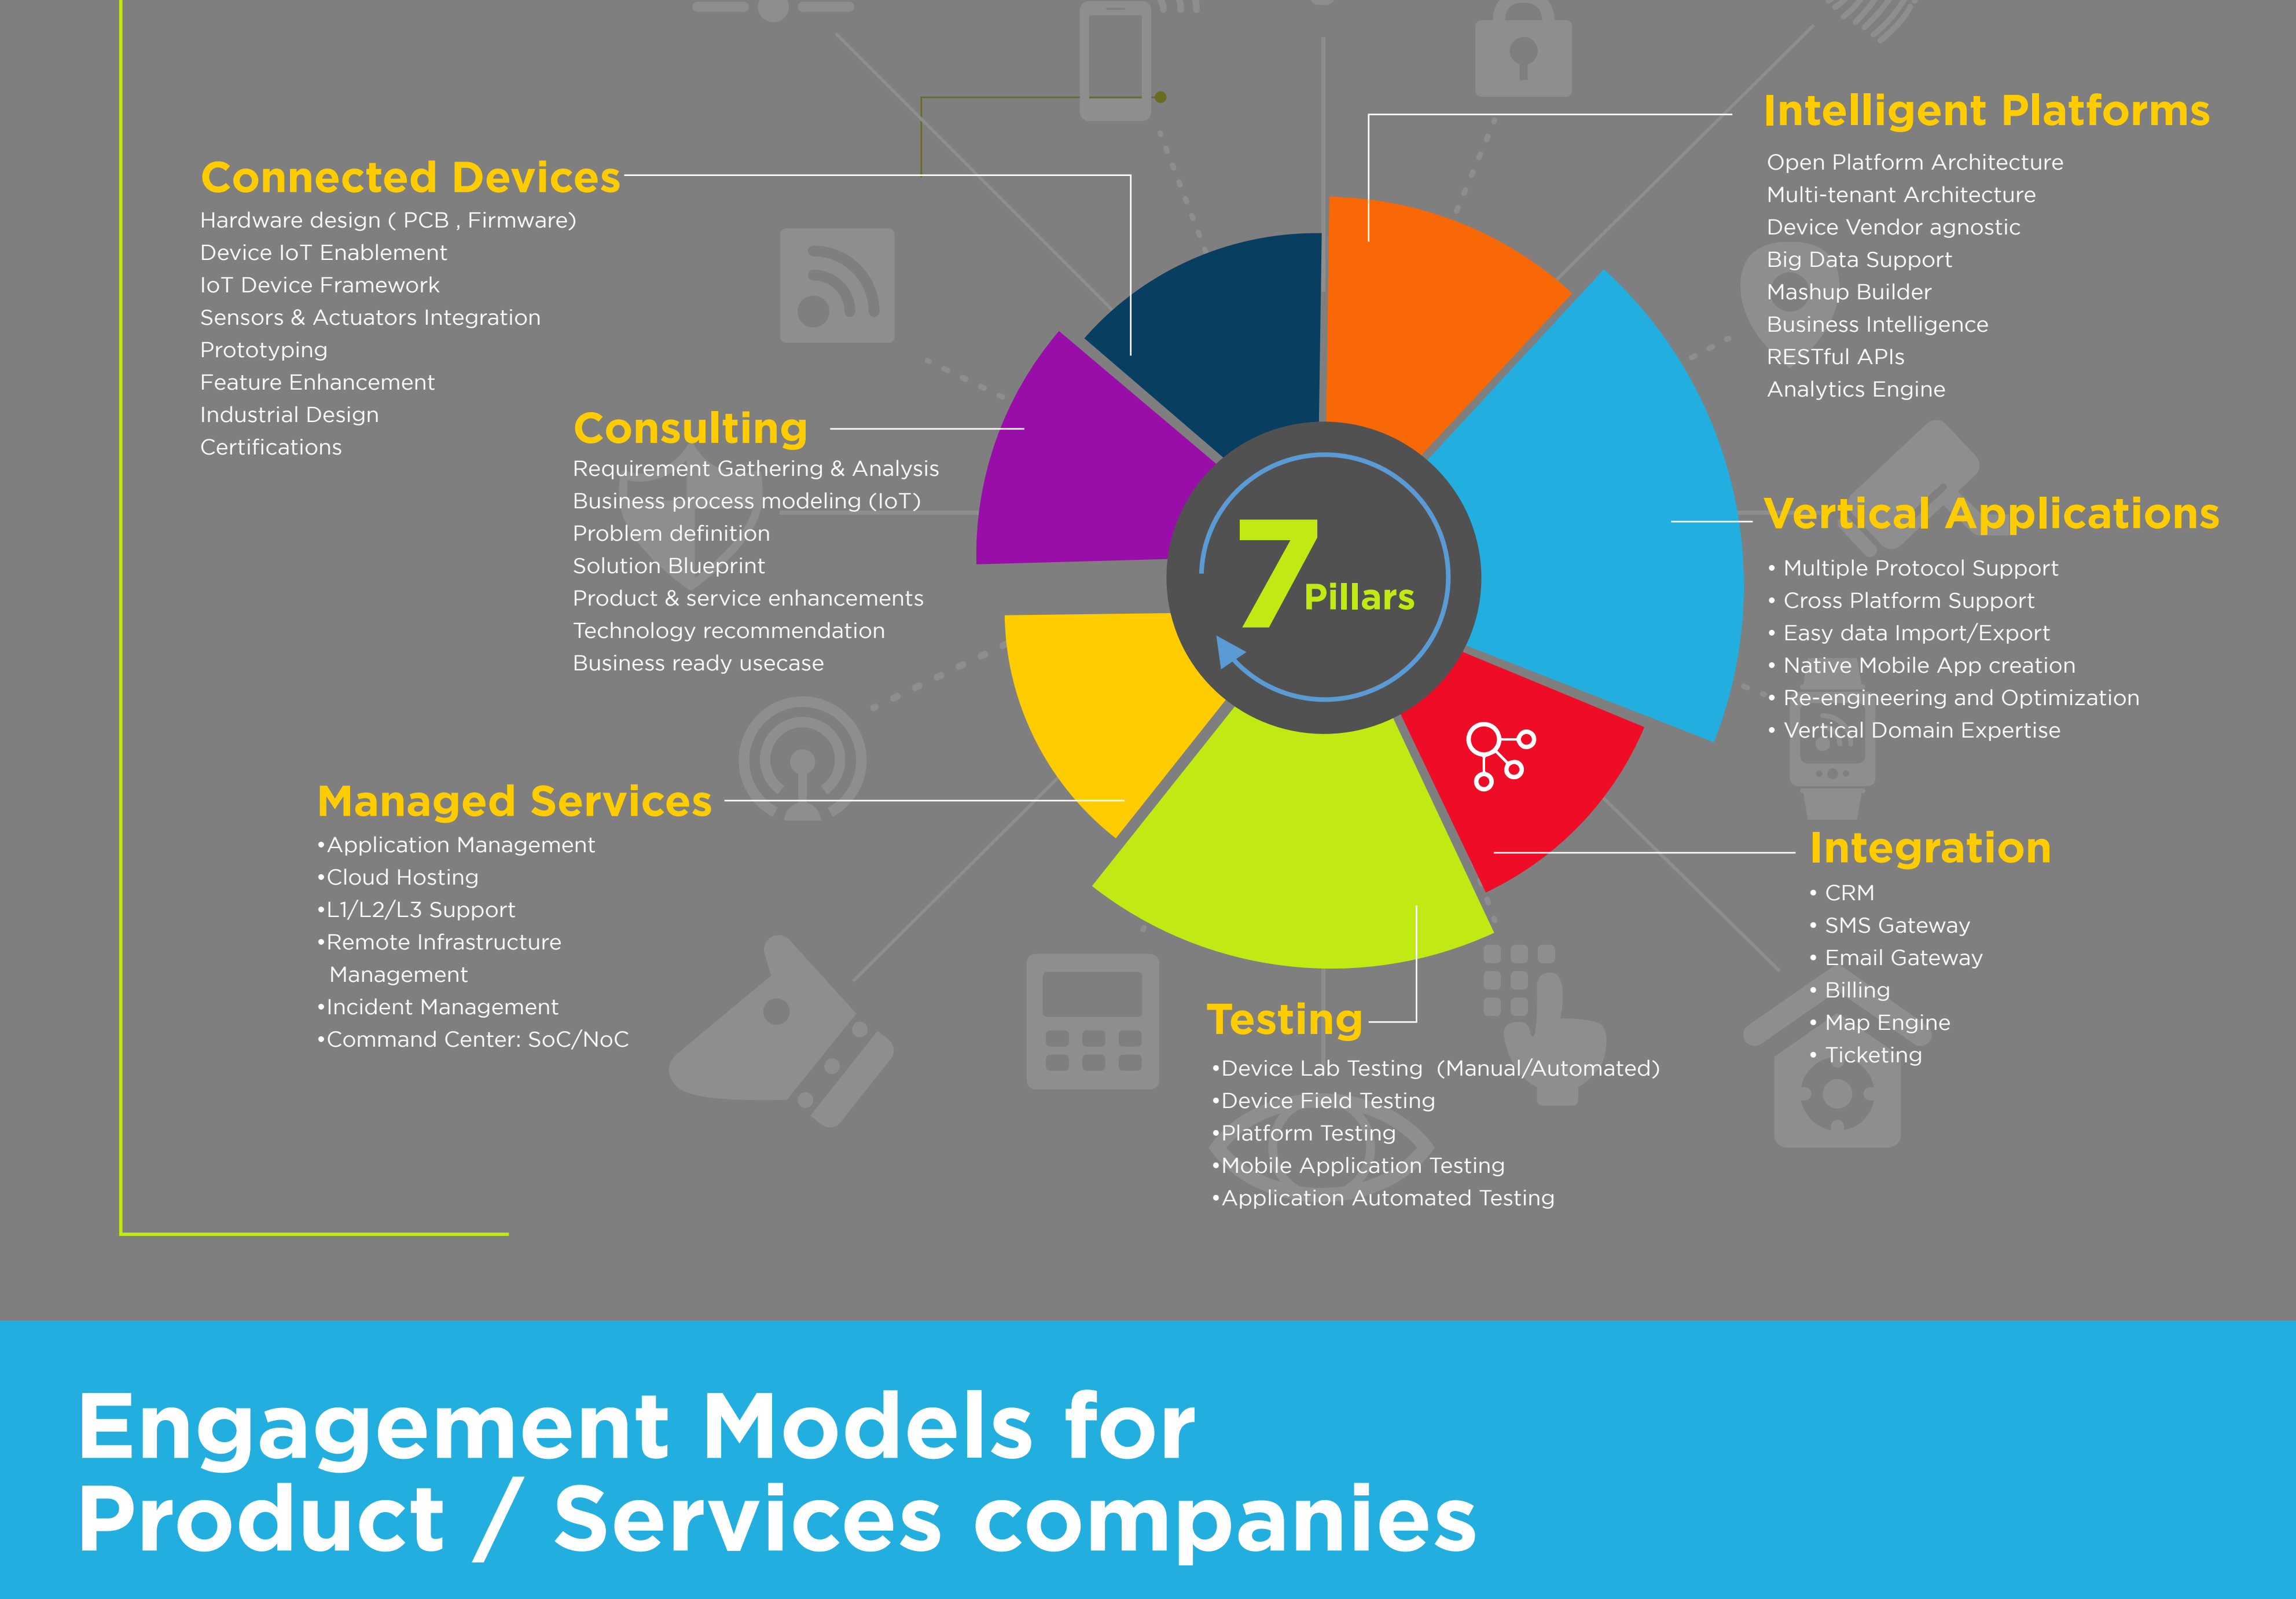 Connected Devices
Hardware design ( PCB , Firmware)
Device IoT Enablement
IoT Device Framework
Sensors & Actuators Integration
Prototyping
Feature Enhancement
Industrial Design
Certifications
Consulting
Requirement Gathering & Analysis
Business process modeling (IoT)
Problem definition
Solution Blueprint
Product & service enhancements
Technology recommendation
Business ready usecase
Managed Services
•Application Management
•Cloud Hosting
•L1/L2/L3 Support
•Remote Infrastructure
Management
•Incident Management
•Command Center: SoC/NoC
7 Pillars
Intelligent Platforms
Open Platform Architecture
Multi-tenant Architecture
Device Vendor agnostic
Big Data Support
Mashup Builder
Business Intelligence
RESTful APIs
Analytics Engine
Vertical Applications
• Multiple Protocol Support
• Cross Platform Support
• Easy data Import/Export
• Native Mobile App creation
• Re-engineering and Optimization
• Vertical Domain Expertise
Integration
• CRM
• SMS Gateway
• Email Gateway
• Billing
• Map Engine
• Ticketing
Testing
•Device Lab Testing (Manual/Automated)
•Device Field Testing
•Platform Testing
•Mobile Application Testing
•Application Automated Testing
Engagement Models for
Product / Services companies